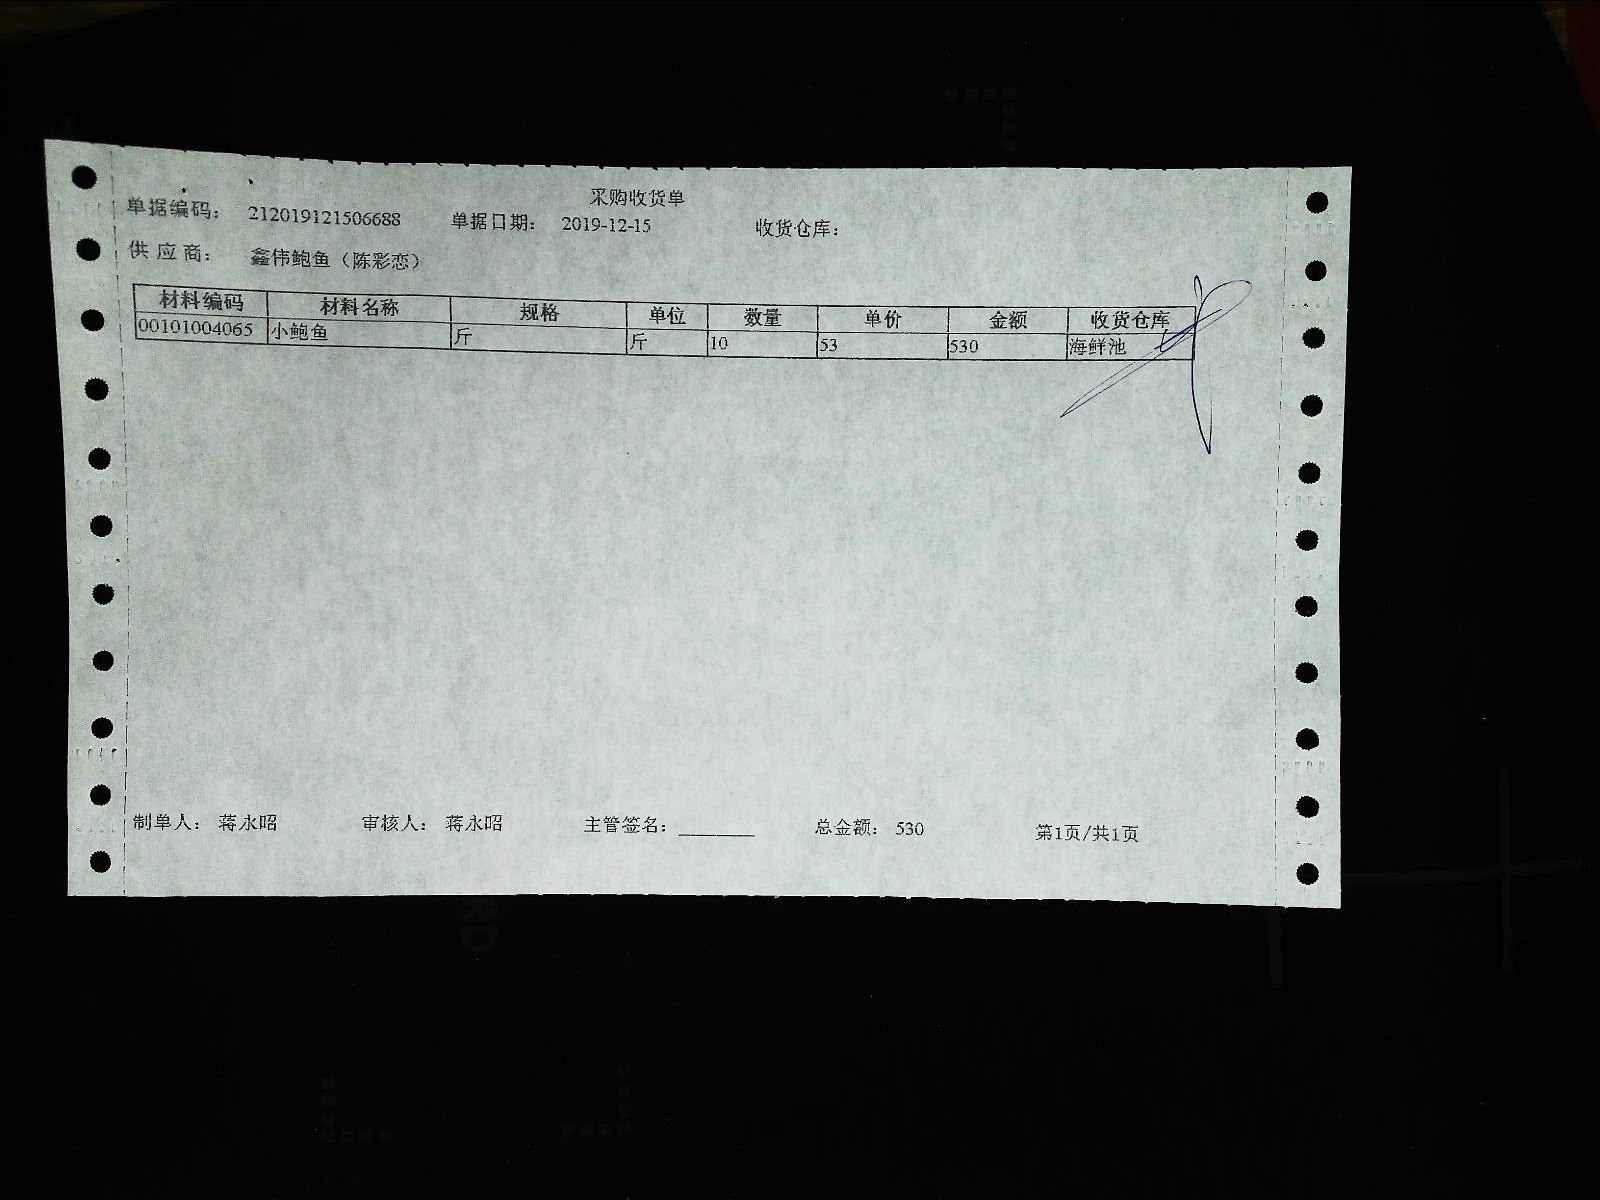 采购收货单
单据编码： 212019121506688 单据日期： 2019-12-15 收货仓库：
供 应 商： 鑫伟鲍鱼（陈彩恋）
材料编码 材料名称 规格 单位 数量 单价 金额 收货仓库
00101004065 小鲍鱼 斤 斤 10 53 530 海鲜池
制单人： 蒋永昭 审核人： 蒋永昭 主管签名：________ 总金额： 530 第1页/共1页